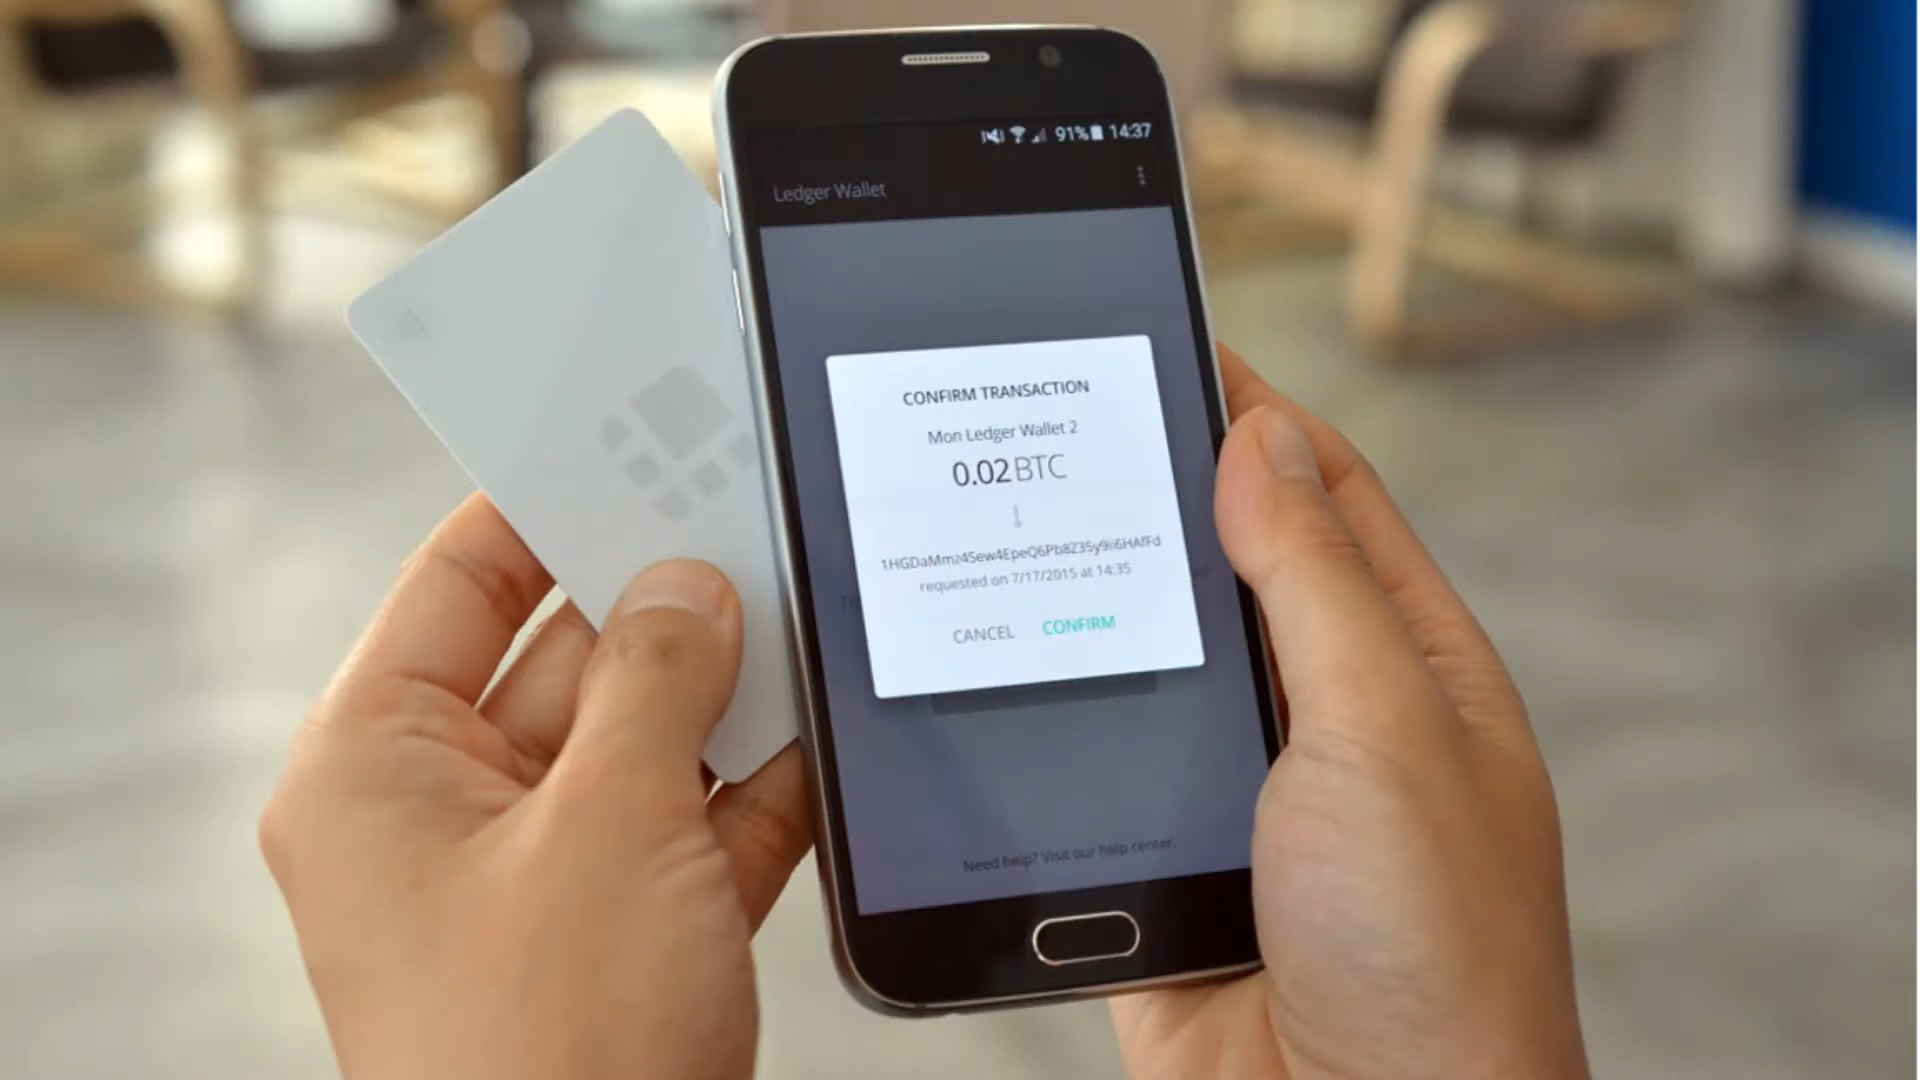 91% 14:37
Ledger Wallet
CONFIRM TRANSACTION
Mon Ledger Wallet 2
0.02 BTC
requested on 7/17/2015 at 14:35
CANCEL CONFIRM
Need help? Visit our help center.